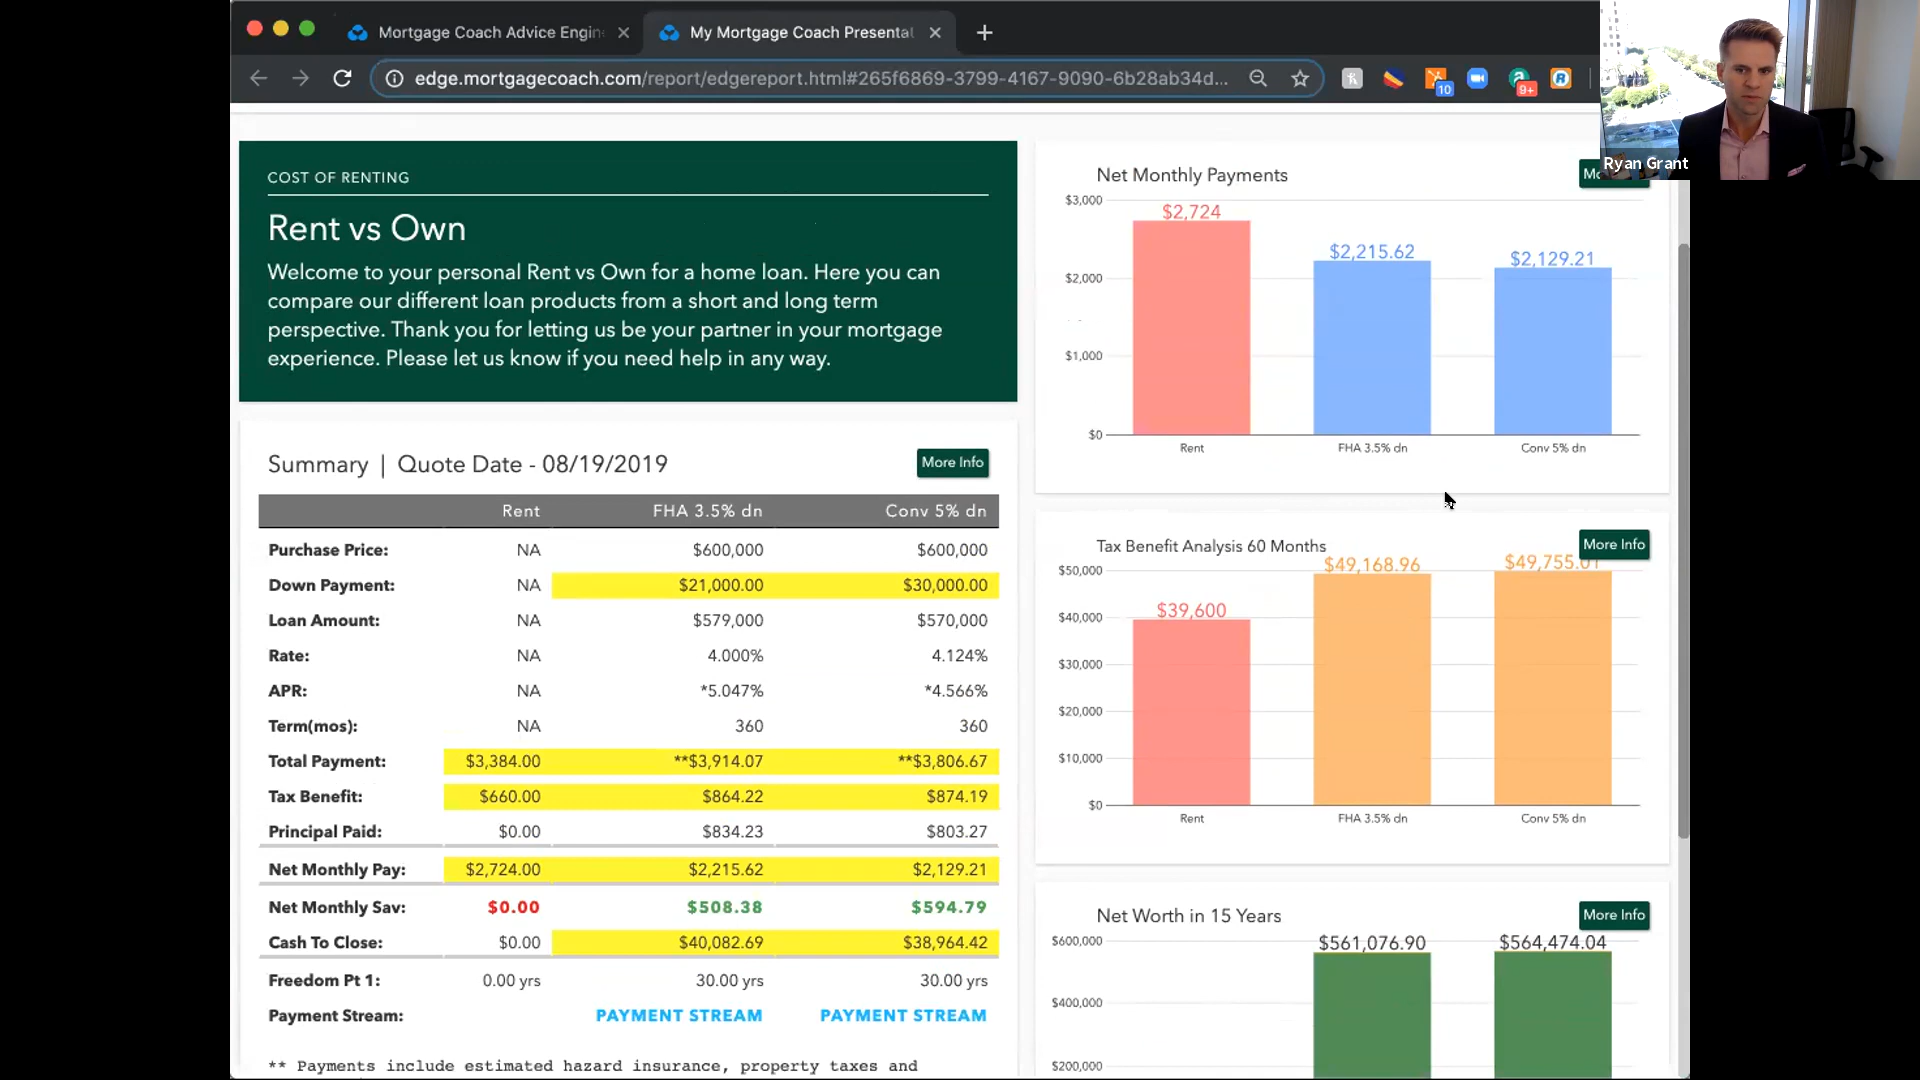 Mortgage Coach Advice Engin
My Mortgage Coach Presentat
edge.mortgagecoach.com/report/edgereport.html#265f6869-3799-4167-9090-6b28ab34d...
10
9+
Ryan Grant
COST OF RENTING
Rent vs Own
Welcome to your personal Rent vs Own for a home loan. Here you can
compare our different loan products from a short and long term
perspective. Thank you for letting us be your partner in your mortgage
experience. Please let us know if you need help in any way.
Summary | Quote Date - 08/19/2019
More Info
Rent FHA 3.5% dn Conv 5% dn
Purchase Price: NA $600,000 $600,000
Down Payment: NA $21,000.00 $30,000.00
Loan Amount: NA $579,000 $570,000
Rate: NA 4.000% 4.124%
APR: NA *5.047% *4.566%
Term(mos): NA 360 360
Total Payment: $3,384.00 **$3,914.07 **$3,806.67
Tax Benefit: $660.00 $864.22 $874.19
Principal Paid: $0.00 $834.23 $803.27
Net Monthly Pay: $2,724.00 $2,215.62 $2,129.21
Net Monthly Sav: $0.00 $508.38 $594.79
Cash To Close: $0.00 $40,082.69 $38,964.42
Freedom Pt 1: 0.00 yrs 30.00 yrs 30.00 yrs
Payment Stream: PAYMENT STREAM PAYMENT STREAM
** Payments include estimated hazard insurance, property taxes and
Net Monthly Payments
Mo
$3,000
$2,724
$2,215.62
$2,129.21
$2,000
$1,000
$0
Rent FHA 3.5% dn Conv 5% dn
Tax Benefit Analysis 60 Months
More Info
$50,000
$49,168.96
$49,755.01
$39,600
$40,000
$30,000
$20,000
$10,000
$0
Rent FHA 3.5% dn Conv 5% dn
Net Worth in 15 Years
More Info
$600,000
$561,076.90
$564,474.04
$400,000
$200,000